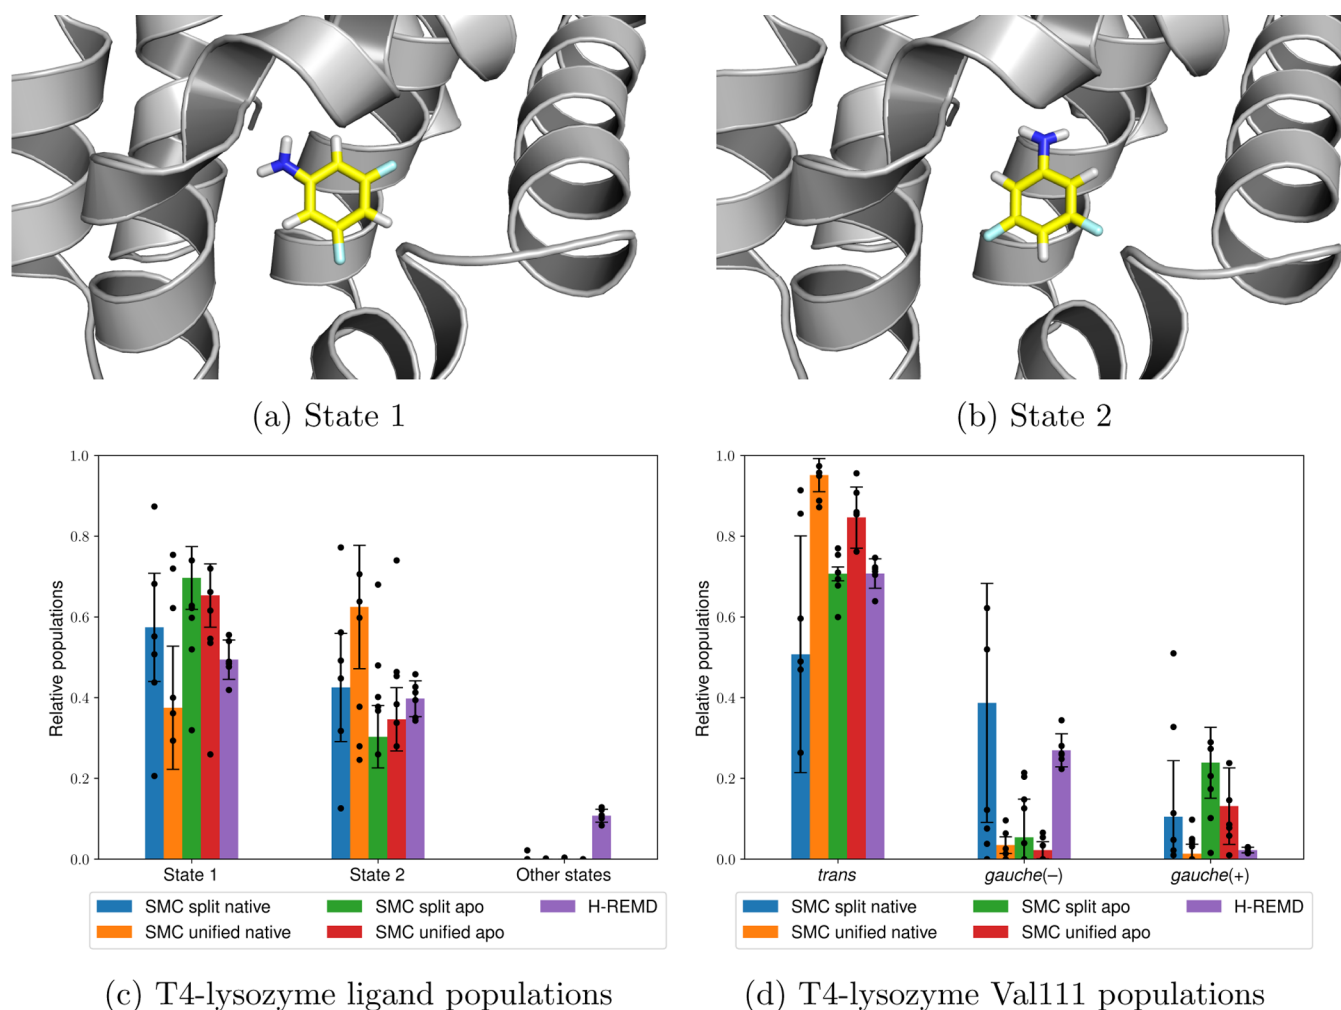 (a) State 1
(b) State 2
1.0
0.8
0.6
0.4
0.2
0.0
Relative populations
State 1 State 2 Other states
SMC split native SMC split apo H-REMD
SMC unified native SMC unified apo
(c) T4-lysozyme ligand populations
1.0
0.8
0.6
0.4
0.2
0.0
Relative populations
trans gauche(–) gauche(+)
SMC split native SMC split apo H-REMD
SMC unified native SMC unified apo
(d) T4-lysozyme Val111 populations